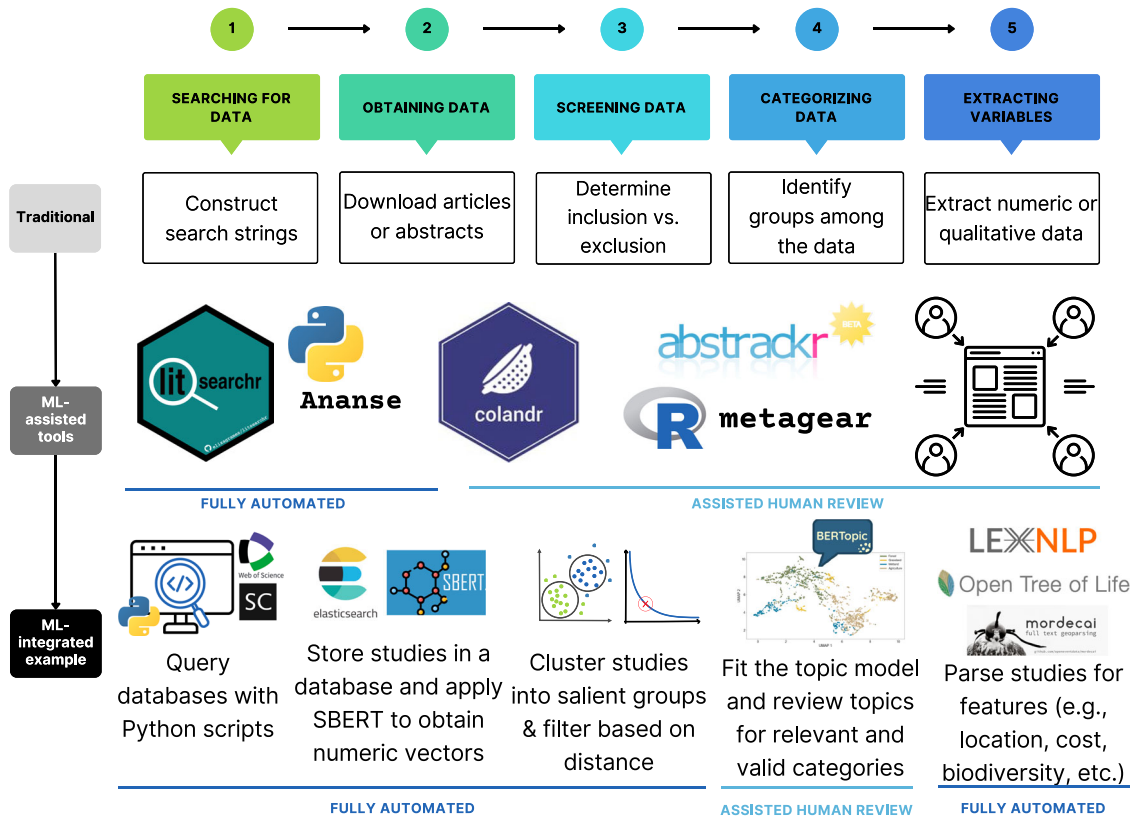 1
2
3
4
5
SEARCHING FOR
DATA
OBTAINING DATA
SCREENING DATA
CATEGORIZING
DATA
EXTRACTING
VARIABLES
Traditional
Construct
search strings
Download articles
or abstracts
Determine
inclusion vs.
exclusion
Identify
groups among
the data
Extract numeric or
qualitative data
ML-
assisted
tools
lit searchr
Ananse
colandr
abstrackr
BETA
R metagear
FULLY AUTOMATED
ASSISTED HUMAN REVIEW
ML-
integrated
example
Web of Science
SC
elasticsearch
SBERT
BERTopic
UMAP 1
LEXNLP
Open Tree of Life
mordecai
full text geoparsing
Query
databases with
Python scripts
Store studies in a
database and apply
SBERT to obtain
numeric vectors
Cluster studies
into salient groups
& filter based on
distance
Fit the topic model
and review topics
for relevant and
valid categories
Parse studies for
features (e.g.,
location, cost,
biodiversity, etc.)
FULLY AUTOMATED
ASSISTED HUMAN REVIEW
FULLY AUTOMATED